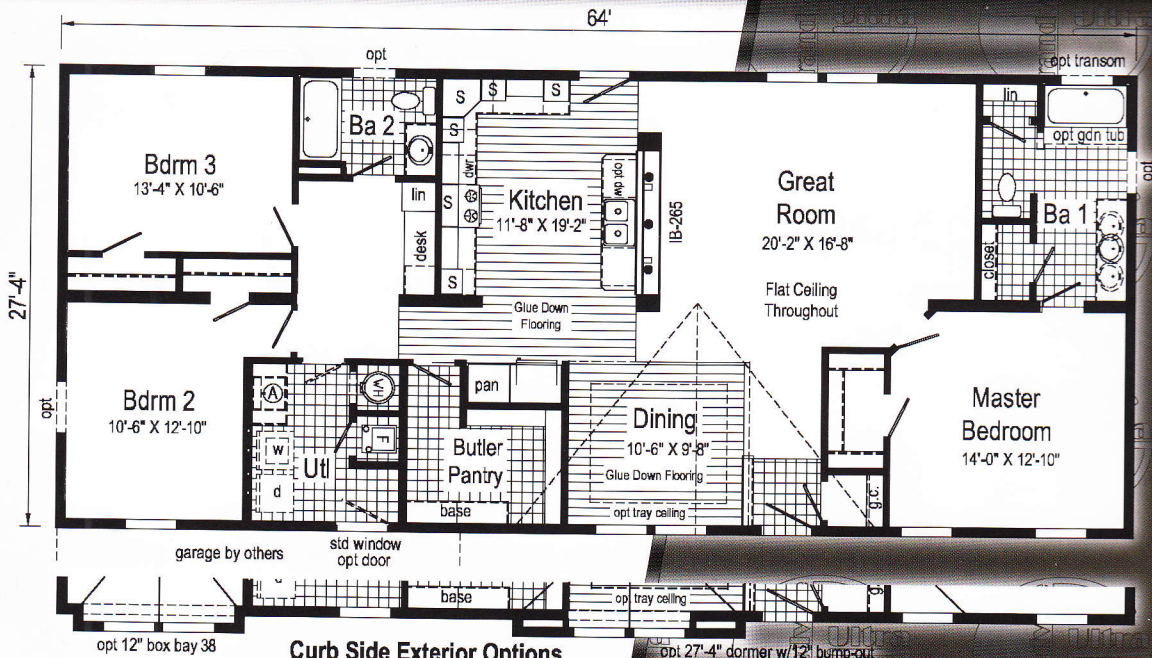 64'
27'-4"
opt
opt transom
Bdrm 3
13'-4" X 10'-6"
Ba 2
S
S
S
S
S
S
dwr
Kitchen
11'-8" X 19'-2"
opt dw
IB-265
lin
desk
Glue Down
Flooring
Great
Room
20'-2" X 16'-8"
Flat Ceiling
Throughout
lin
opt gdn tub
opt
Ba 1
closet
Bdrm 2
10'-6" X 12'-10"
opt
A
W
d
Utl
WH
F
pan
Butler
Pantry
base
Dining
10'-6" X 9'-8"
Glue Down Flooring
opt tray ceiling
g.c.
Master
Bedroom
14'-0" X 12'-10"
garage by others
std window
opt door
base
opt tray ceiling
opt 12" box bay 38
Curb Side Exterior Options
opt 27'-4" dormer w/12" bump-out
Ultra
Ultra